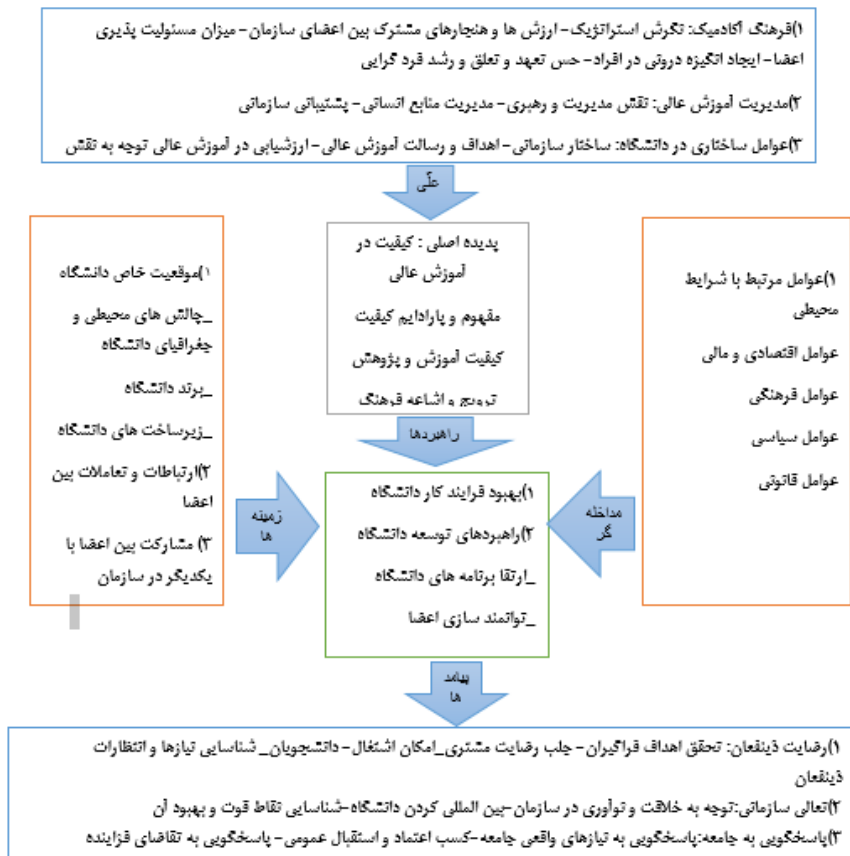 ۱)فرهنگ آکادمیک: نگرش استراتژیک- ارزش ها و هنجارهای مشترک بین اعضای سازمان- میزان مسئولیت پذیری
اعضا- ایجاد انگیزه درونی در افراد- حس تعهد و تعلق و رشد فرد گرایی
۲)مدیریت آموزش عالی: نقش مدیریت و رهبری- مدیریت منابع انسانی- پشتیبانی سازمانی
۳)عوامل ساختاری در دانشگاه: ساختار سازمانی- اهداف و رسالت آموزش عالی- ارزشیابی در آموزش عالی توجه به نقش
علّی
عوامل مرتبط با شرایط(۱
محیطی
عوامل اقتصادی و مالی
عوامل فرهنگی
عوامل سیاسی
عوامل قانونی
مداخله
گر
پدیده اصلی : کیفیت در
آموزش عالی
مفهوم و پارادایم کیفیت
کیفیت آموزش و پژوهش
ترویج و اشاعه فرهنگ
راهبردها
۱)موقعیت خاص دانشگاه
_چالش های محیطی و
جغرافیای دانشگاه
_برند دانشگاه
_زیرساخت های دانشگاه
۲)ارتباطات و تعاملات بین
اعضا
۳) مشارکت بین اعضا با
یکدیگر در سازمان
زمینه
ها
۱)بهبود فرایند کار دانشگاه
۲)راهبردهای توسعه دانشگاه
_ارتقا برنامه های دانشگاه
_توانمند سازی اعضا
پیامد
ها
۱)رضایت ذینفعان: تحقق اهداف فراگیران- جلب رضایت مشتری_امکان اشتغال- دانشجویان_ شناسایی نیازها و انتظارات
ذینفعان
۲)تعالی سازمانی:توجه به خلاقت و نوآوری در سازمان-بین المللی کردن دانشگاه-شناسایی نقاط قوت و بهبود آن
۳)پاسخگویی به جامعه:پاسخگویی به نیازهای واقعی جامعه-کسب اعتماد و استقبال عمومی- پاسخگویی به تقاضای فزاینده